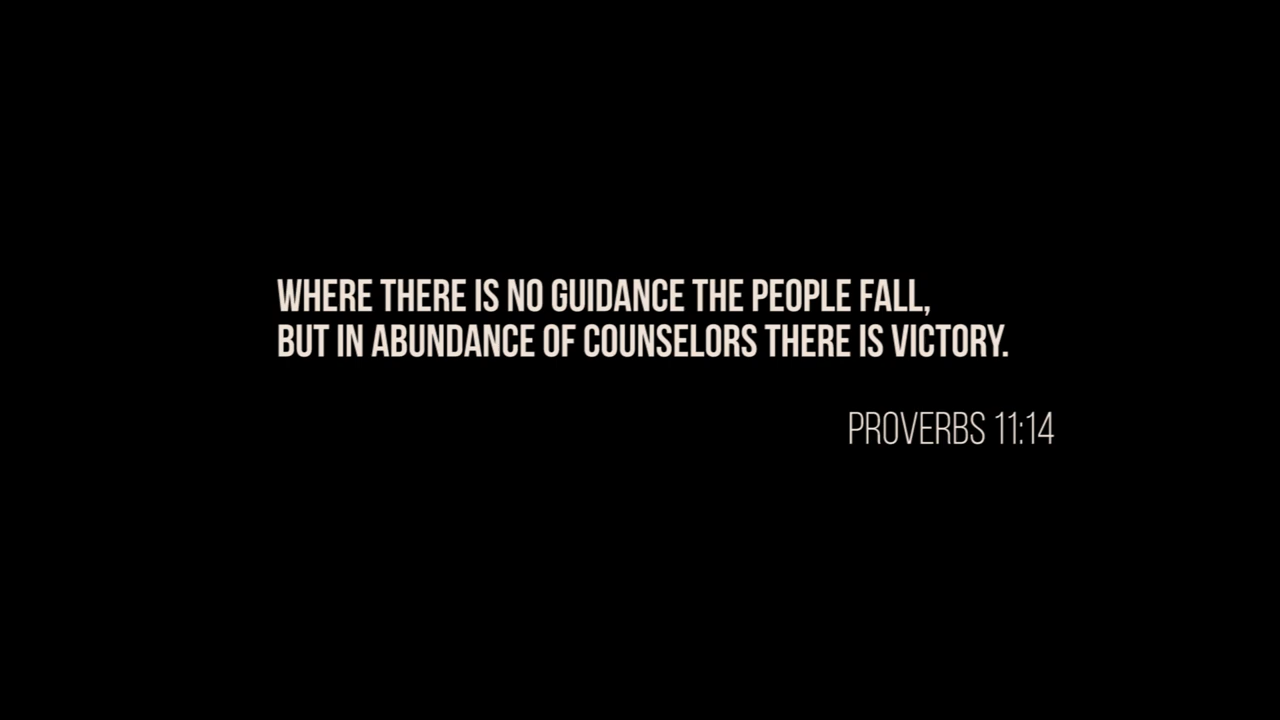 WHERE THERE IS NO GUIDANCE THE PEOPLE FALL,
BUT IN ABUNDANCE OF COUNSELORS THERE IS VICTORY.
PROVERBS 11:14